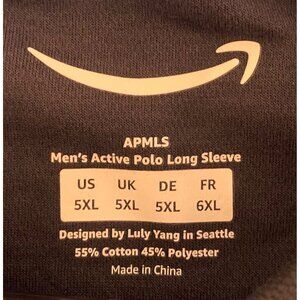 APMLS
Men's Active Polo Long Sleeve
US UK DE FR
5XL 5XL 5XL 6XL
Designed by Luly Yang in Seattle
55% Cotton 45% Polyester
Made in China